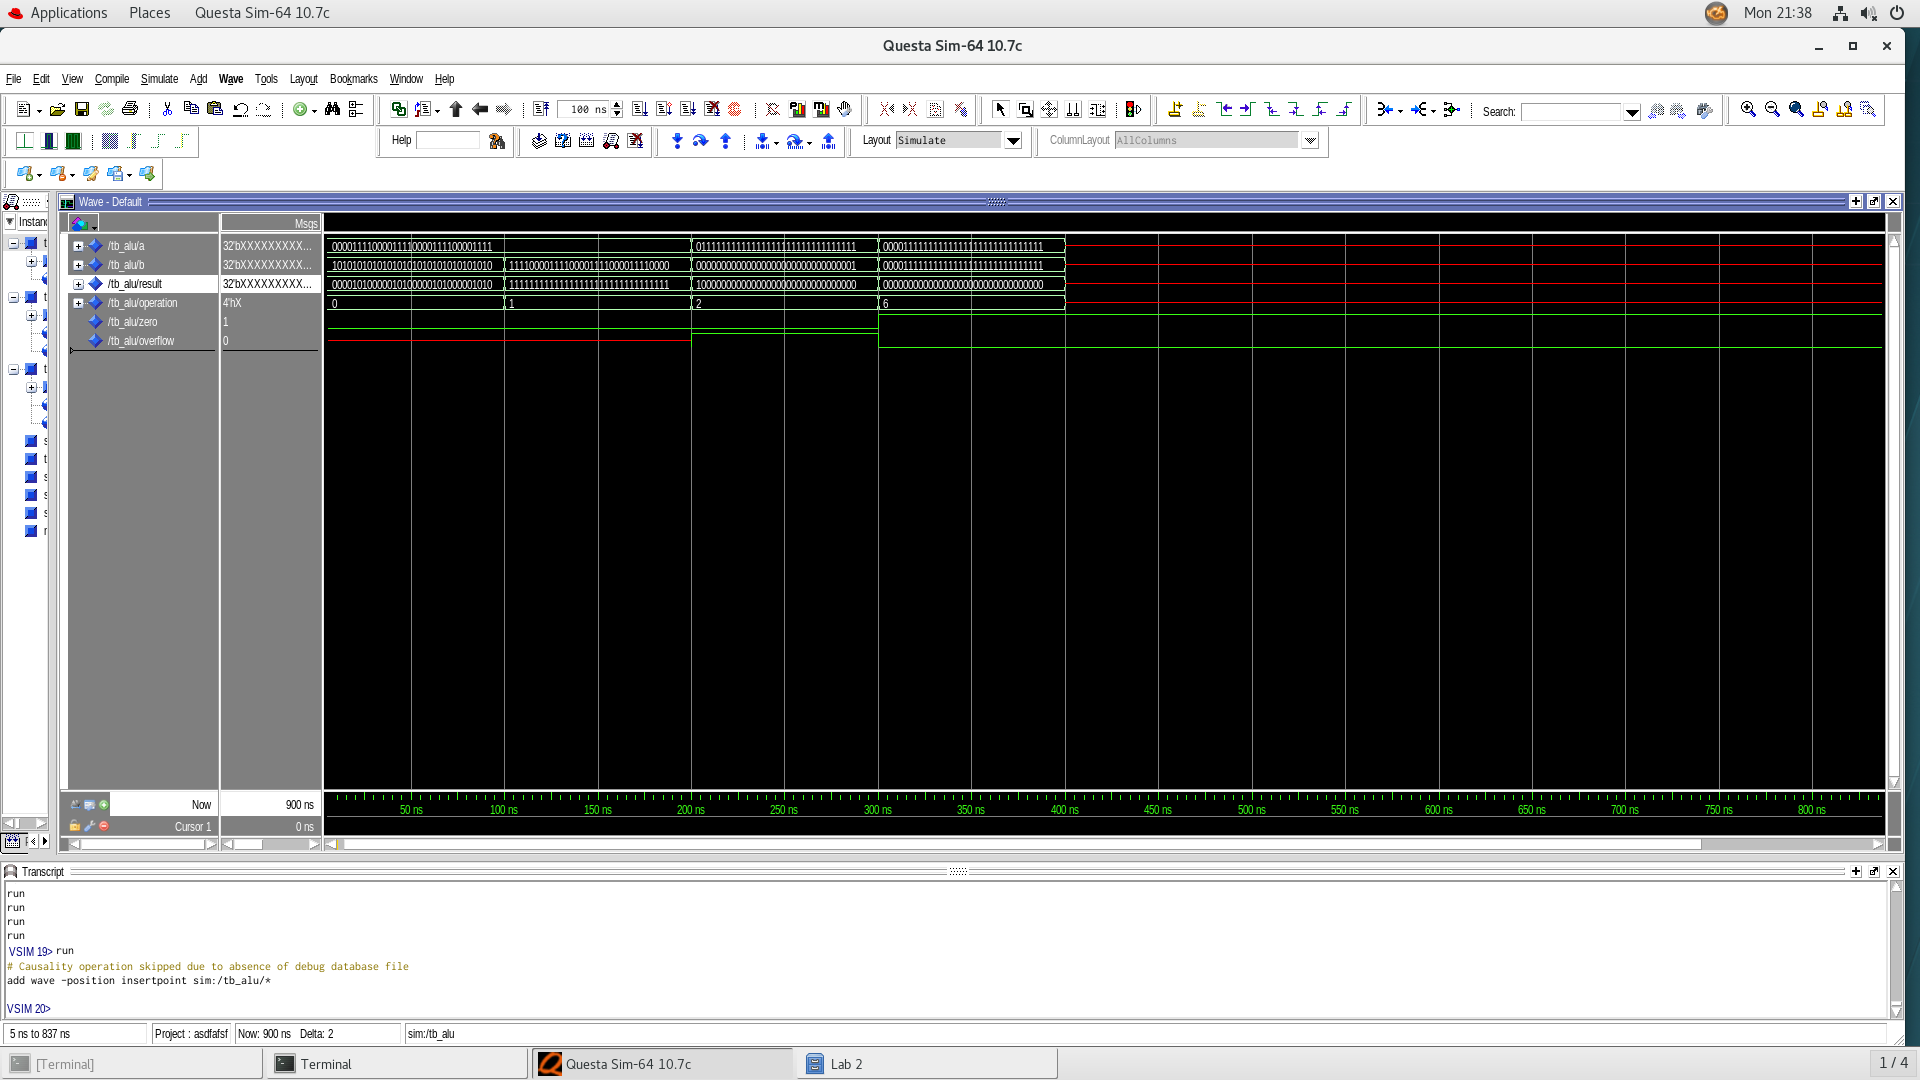 Applications Places Questa Sim-64 10.7c Mon 21:38
Questa Sim-64 10.7c
File Edit View Compile Simulate Add Wave Tools Layout Bookmarks Window Help
100 ns Search:
Help Layout Simulate ColumnLayout AllColumns
Wave - Default
Instanc Msgs
/tb_alu/a 32'bXXXXXXXXX... 00001111000011110000111100001111 01111111111111111111111111111111 00001111111111111111111111111111
/tb_alu/b 32'bXXXXXXXXX... 10101010101010101010101010101010 11110000111100001111000011110000 00000000000000000000000000000001 00001111111111111111111111111111
/tb_alu/result 32'bXXXXXXXXX... 00001010000010100000101000001010 11111111111111111111111111111111 10000000000000000000000000000000 00000000000000000000000000000000
/tb_alu/operation 4'hX 0 1 2 6
/tb_alu/zero 1
/tb_alu/overflow 0
Now 900 ns 50 ns 100 ns 150 ns 200 ns 250 ns 300 ns 350 ns 400 ns 450 ns 500 ns 550 ns 600 ns 650 ns 700 ns 750 ns 800 ns
Cursor 1 0 ns
Transcript
run
run
run
run
VSIM 19> run
# Causality operation skipped due to absence of debug database file
add wave -position insertpoint sim:/tb_alu/*
VSIM 20>
5 ns to 837 ns Project : asdfafsf Now: 900 ns Delta: 2 sim:/tb_alu
[Terminal] Terminal Questa Sim-64 10.7c Lab 2 1 / 4